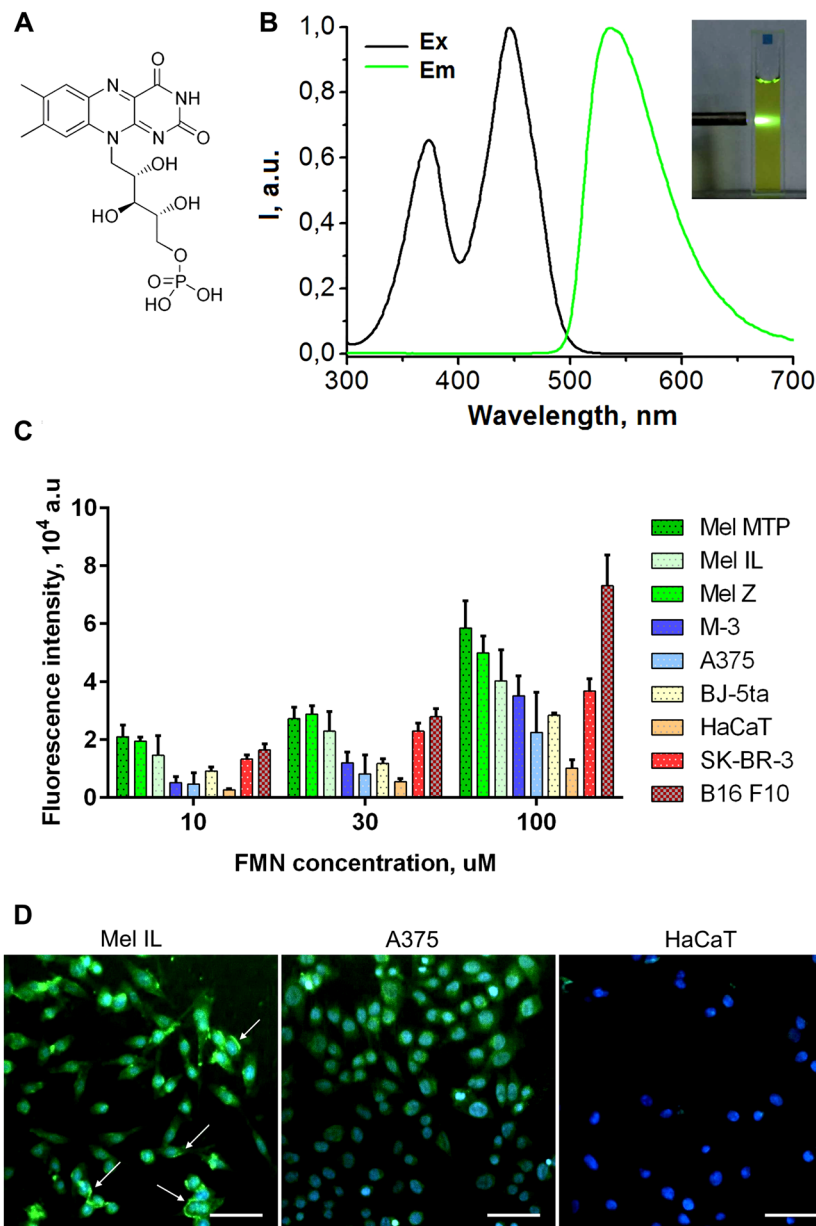 A
N
O
NH
N
N
O
OH
HO
OH
O
O
P
HO
OH
B
Ex
Em
I, a.u.
1,0
0,8
0,6
0,4
0,2
0,0
300 400 500 600 700
Wavelength, nm
C
Fluorescence intensity, 10⁴ a.u
10
8
6
4
2
0
10 30 100
FMN concentration, uM
Mel MTP
Mel IL
Mel Z
M-3
A375
BJ-5ta
HaCaT
SK-BR-3
B16 F10
D
Mel IL A375 HaCaT